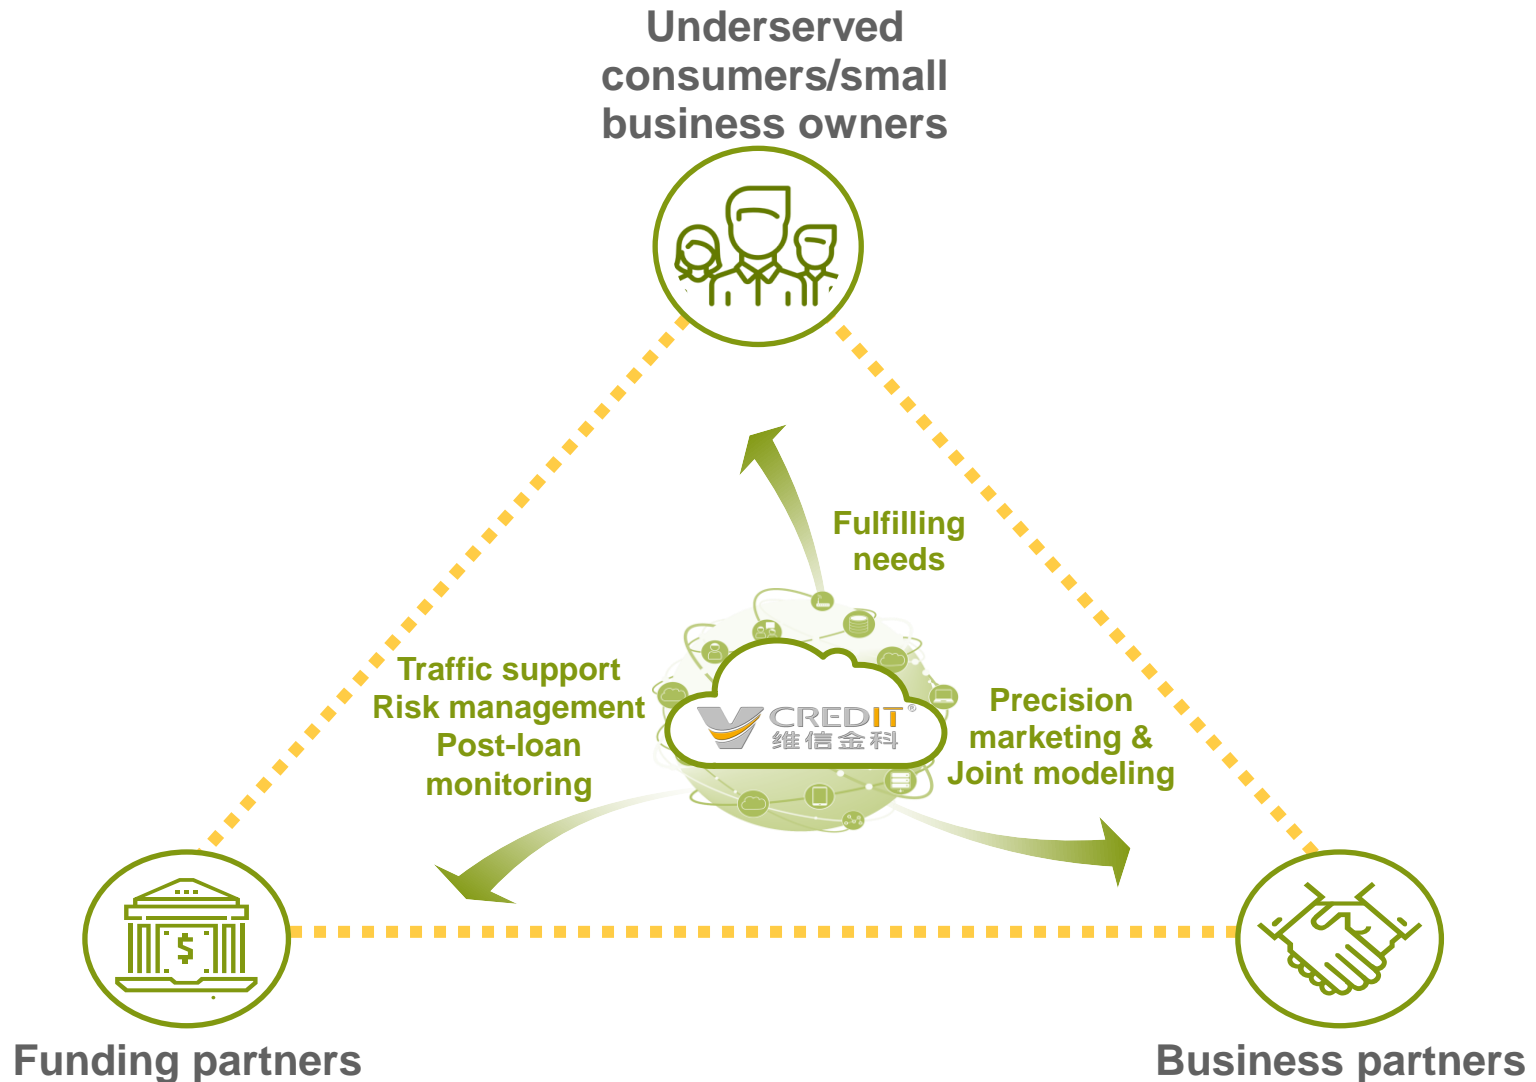 Underserved
consumers/small
business owners
Fulfilling
needs
Traffic support
Risk management
Post-loan
monitoring
CREDIT®
维信金科
Precision
marketing &
Joint modeling
$
Funding partners
Business partners